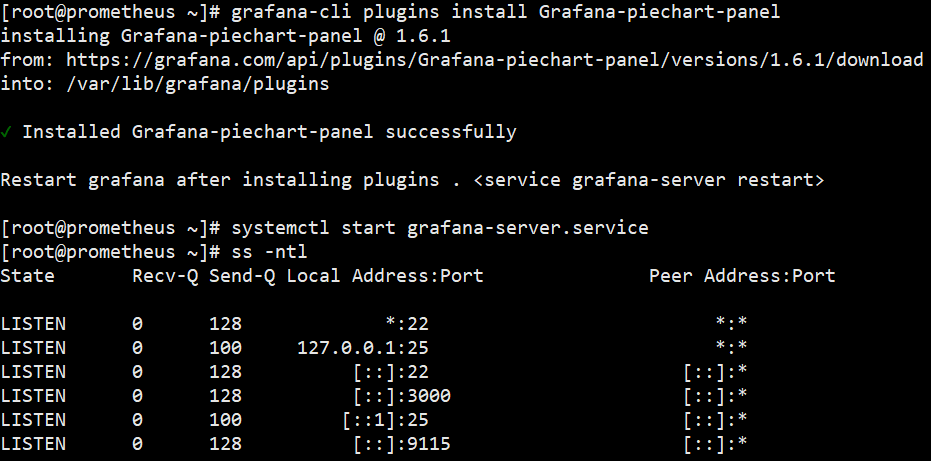 [root@prometheus ~]# grafana-cli plugins install Grafana-piechart-panel
installing Grafana-piechart-panel @ 1.6.1
from: https://grafana.com/api/plugins/Grafana-piechart-panel/versions/1.6.1/download
into: /var/lib/grafana/plugins
✓ Installed Grafana-piechart-panel successfully
Restart grafana after installing plugins . <service grafana-server restart>
[root@prometheus ~]# systemctl start grafana-server.service
[root@prometheus ~]# ss -ntl
State Recv-Q Send-Q Local Address:Port Peer Address:Port
LISTEN 0 128 *:22 *:*
LISTEN 0 100 127.0.0.1:25 *:*
LISTEN 0 128 [::]:22 [::]:*
LISTEN 0 128 [::]:3000 [::]:*
LISTEN 0 100 [::1]:25 [::]:*
LISTEN 0 128 [::]:9115 [::]:*